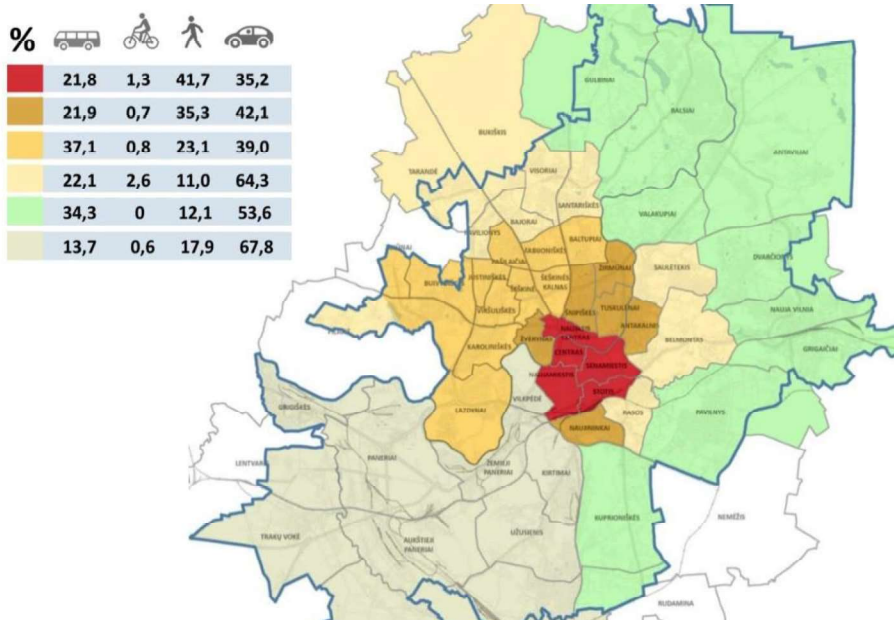 %
21,8 1,3 41,7 35,2
21,9 0,7 35,3 42,1
37,1 0,8 23,1 39,0
22,1 2,6 11,0 64,3
34,3 0 12,1 53,6
13,7 0,6 17,9 67,8
GULBINAI
BALSIAI
BUKIŠKIS
ANTAVILIAI
TARANDĖ
VISORIAI
SANTARIŠKĖS
VALAKUPIAI
BAJORAI
PAVILIONYS
BALTUPIAI
FABIJONIŠKĖS
DVARČIONYS
PAŠILAIČIAI
ŽIRMŪNAI
SAULĖTEKIS
JUSTINIŠKĖS
ŠEŠKINĖS
KALNAS
ŠEŠKINĖ
TUSKULĖNAI
NAUJA VILNIA
VIRŠULIŠKĖS
ŠNIPIŠKĖS
ANTAKALNIS
BELMONTAS
ŽVĖRYNAS
GRIGAIČIAI
KAROLINIŠKĖS
CENTRAS
SENAMIESTIS
NAUJAMIESTIS
VILKPĖDĖ
LAZDYNAI
RASOS
PAVILNYS
GRIGIŠKĖS
NAUJININKAI
PANERIAI
LENTVARIS
ŽEMIEJI
PANERIAI
KIRTIMAI
KUPRIONIŠKĖS
NEMĖŽIS
TRAKŲ VOKĖ
AUKŠTIEJI
PANERIAI
UŽUSIENIS
RUDAMINA